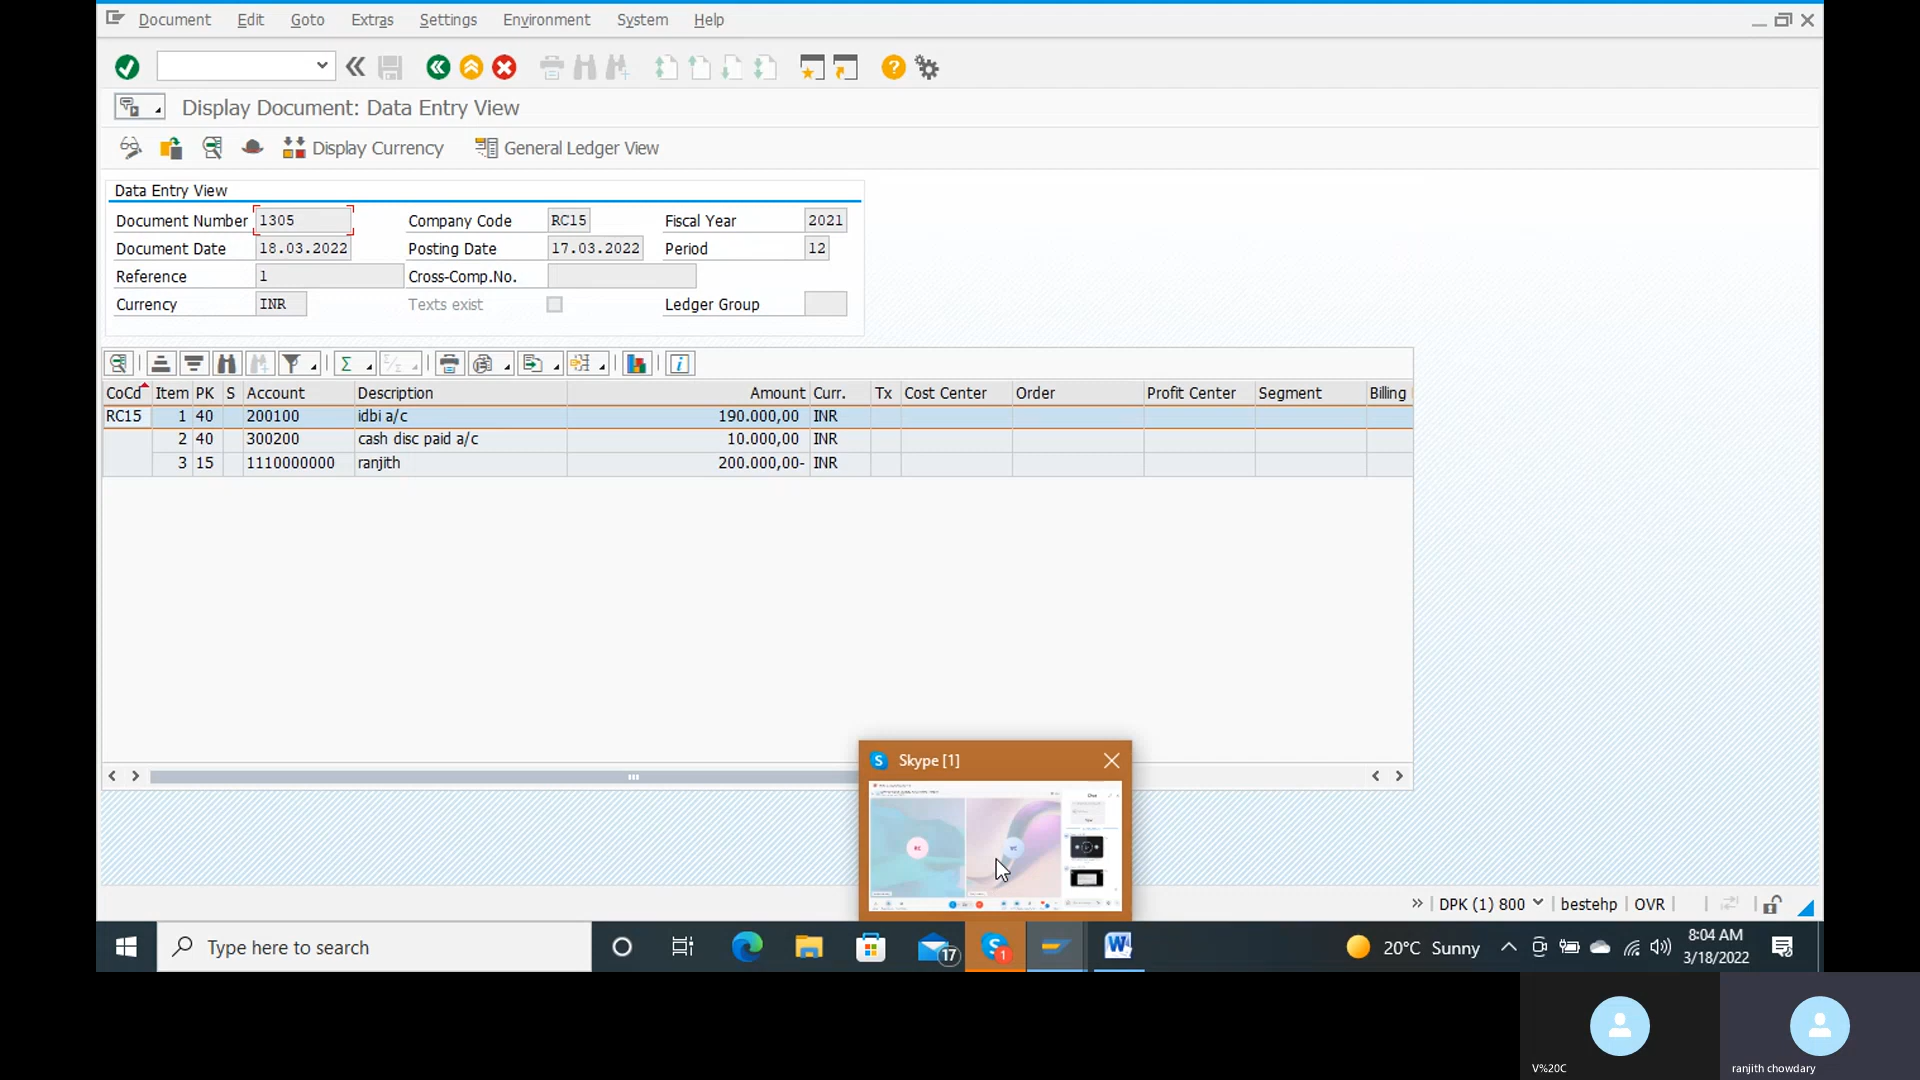 Document Edit Goto Extras Settings Environment System Help
Display Document: Data Entry View
Display Currency General Ledger View
Data Entry View
Document Number 1305 Company Code RC15 Fiscal Year 2021
Document Date 18.03.2022 Posting Date 17.03.2022 Period 12
Reference 1 Cross-Comp.No.
Currency INR Texts exist Ledger Group
CoCd Item PK S Account Description Amount Curr. Tx Cost Center Order Profit Center Segment Billing
RC15 1 40 200100 idbi a/c 190.000,00 INR
2 40 300200 cash disc paid a/c 10.000,00 INR
3 15 1110000000 ranjith 200.000,00- INR
Skype [1]
DPK (1) 800 bestehp OVR
Type here to search 17 1 20°C Sunny 8:04 AM
3/18/2022
V%20C ranjith chowdary